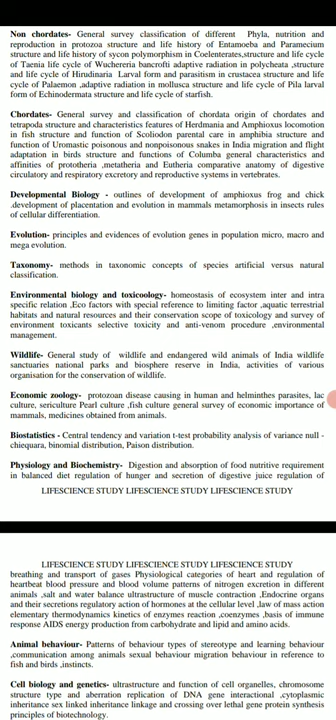 Non chordates- General survey classification of different Phyla, nutrition and
reproduction in protozoa structure and life history of Entamoeba and Paramecium
structure and life history of sycon polymorphism in Coelenterates,structure and life cycle
of Taenia life cycle of Wuchereria bancrofti adaptive radiation in polycheata ,structure
and life cycle of Hirudinaria Larval form and parasitism in crustacea structure and life
cycle of Palaemon ,adaptive radiation in mollusca structure and life cycle of Pila larval
form of Echinodermata structure and life cycle of starfish.
Chordates- General survey and classification of chordata origin of chordates and
tetrapoda structure and characteristics features of Herdmania and Amphioxus locomotion
in fish structure and function of Scoliodon parental care in amphibia structure and
function of Uromastic poisonous and nonpoisonous snakes in India migration and flight
adaptation in birds structure and functions of Columba general characteristics and
affinities of prototheria ,metatheria and Eutheria comparative anatomy of digestive
circulatory and respiratory excretory and reproductive systems in vertebrates.
Developmental Biology - outlines of development of amphioxus frog and chick
.development of placentation and evolution in mammals metamorphosis in insects rules
of cellular differentiation.
Evolution- principles and evidences of evolution genes in population micro, macro and
mega evolution.
Taxonomy- methods in taxonomic concepts of species artificial versus natural
classification.
Environmental biology and toxicoology- homeostasis of ecosystem inter and intra
specific relation ,Eco factors with special reference to limiting factor ,aquatic terrestrial
habitats and natural resources and their conservation scope of toxicology and survey of
environment toxicants selective toxicity and anti-venom procedure ,environmental
management.
Wildlife- General study of wildlife and endangered wild animals of India wildlife
sanctuaries national parks and biosphere reserve in India, activities of various
organisation for the conservation of wildlife.
Economic zoology- protozoan disease causing in human and helminthes parasites, lac
culture, sericulture Pearl culture ,fish culture general survey of economic importance of
mammals, medicines obtained from animals.
Biostatistics - Central tendency and variation t-test probability analysis of variance null -
chiequara, binomial distribution, Paison distribution.
Physiology and Biochemistry- Digestion and absorption of food nutritive requirement
in balanced diet regulation of hunger and secretion of digestive juice regulation of
LIFESCIENCE STUDY LIFESCIENCE STUDY LIFESCIENCE STUDY
LIFESCIENCE STUDY LIFESCIENCE STUDY LIFESCIENCE STUDY
breathing and transport of gases Physiological categories of heart and regulation of
heartbeat blood pressure and blood volume patterns of nitrogen excretion in different
animals ,salt and water balance ultrastructure of muscle contraction ,Endocrine organs
and their secretions regulatory action of hormones at the cellular level ,law of mass action
elementary thermodynamics kinetics of enzymes reaction ,coenzymes ,basis of immune
response AIDS energy production from carbohydrate and lipid and amino acids.
Animal behaviour- Patterns of behaviour types of stereotype and learning behaviour
,communication among animals sexual behaviour migration behaviour in reference to
fish and birds ,instincts.
Cell biology and genetics- ultrastructure and function of cell organelles, chromosome
structure type and aberration replication of DNA gene interactional ,cytoplasmic
inheritance sex linked inheritance linkage and crossing over lethal gene protein synthesis
principles of biotechnology.